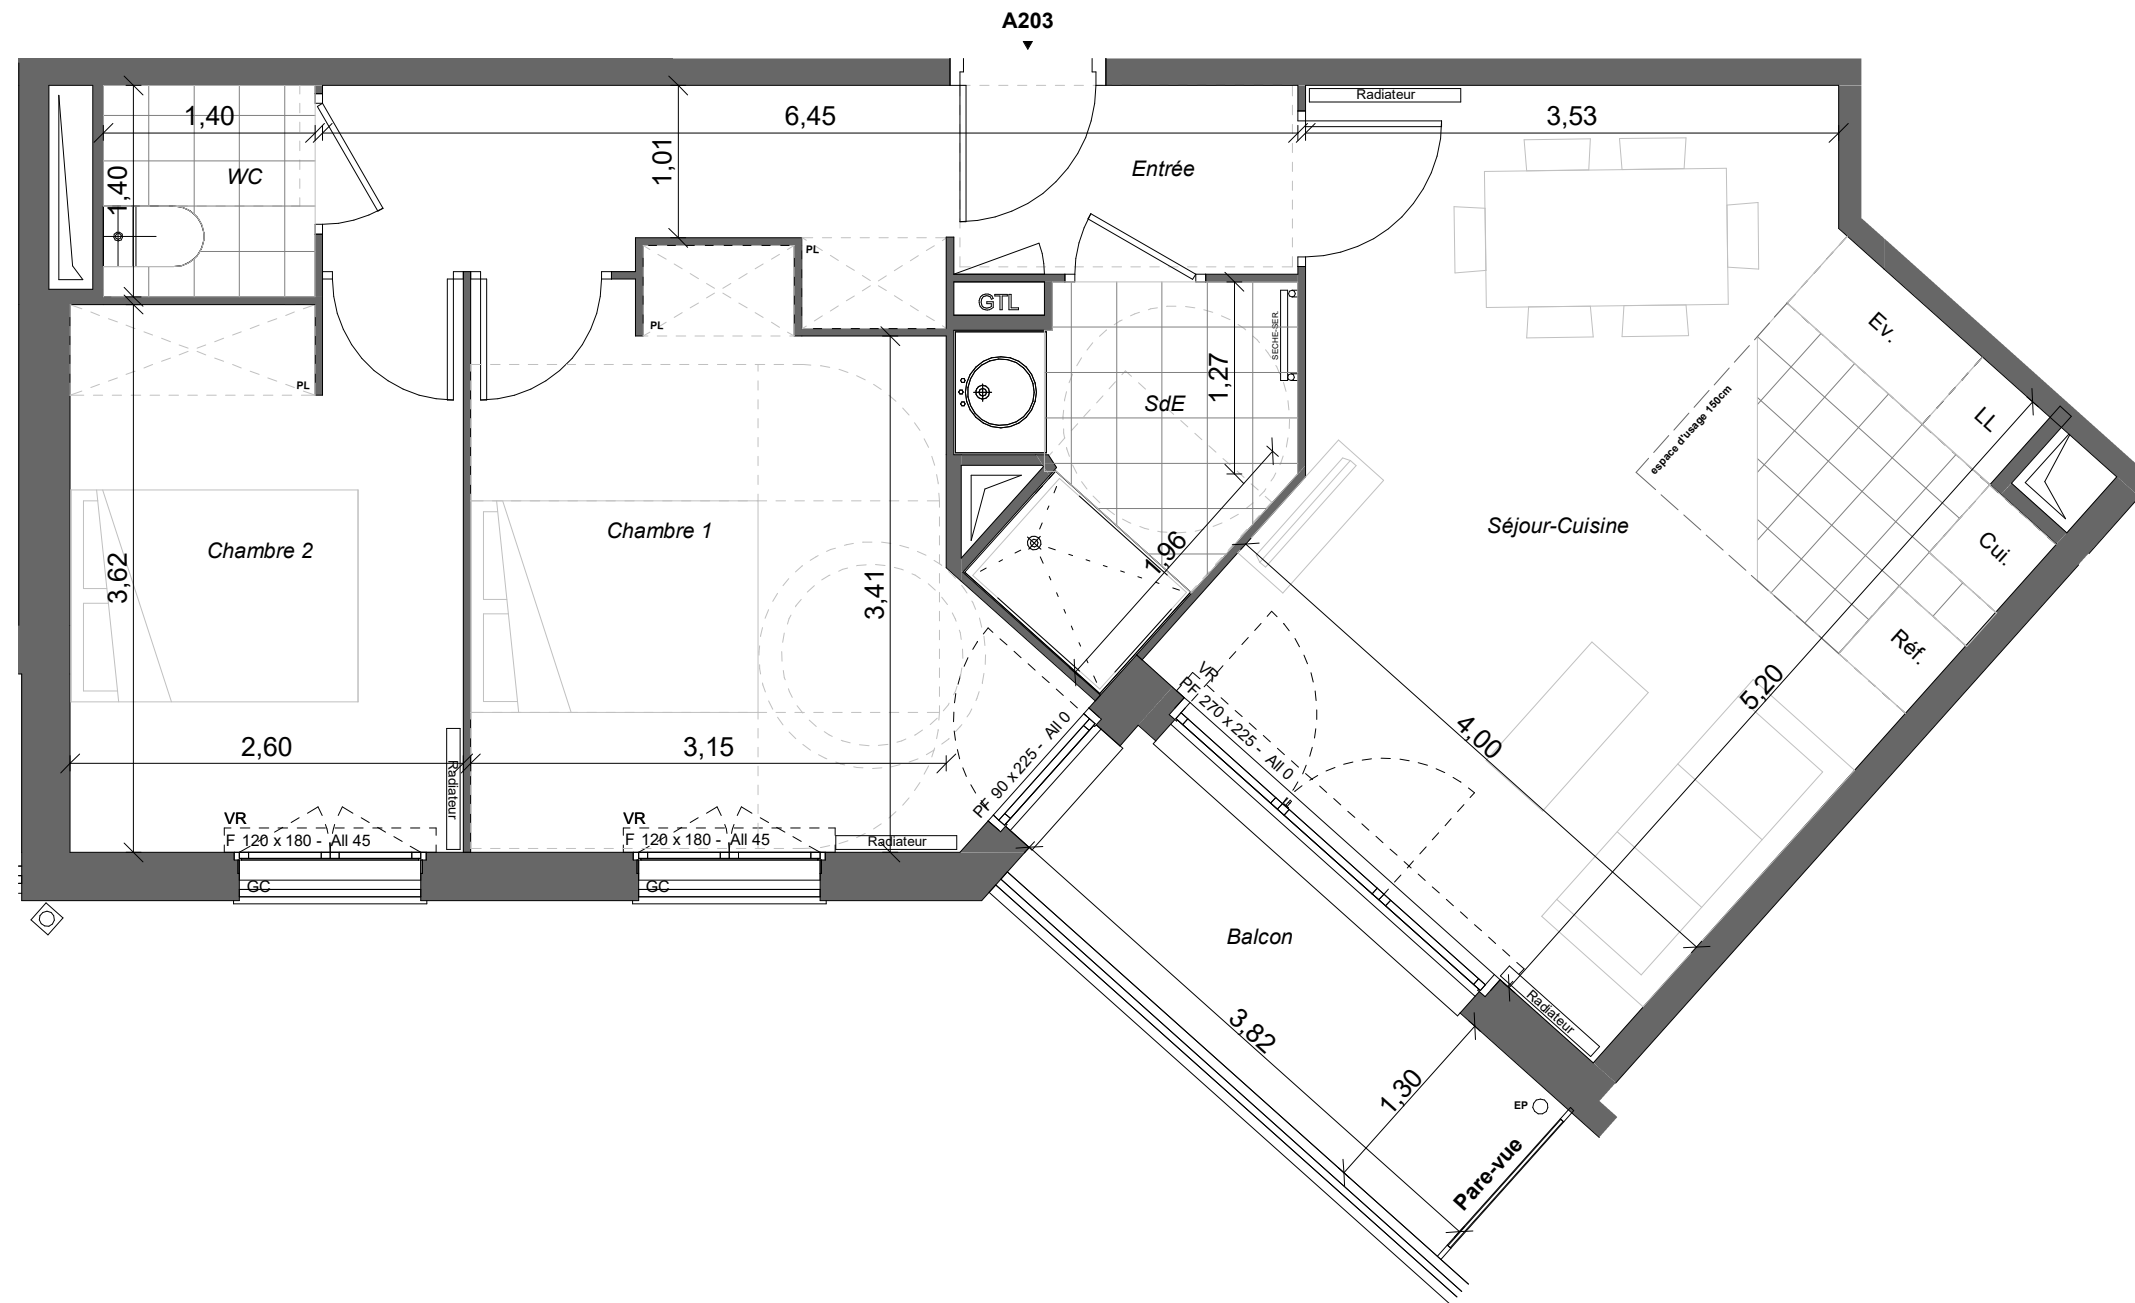 A203
Radiateur
1,40
6,45
3,53
1,01
1,40
WC
Entrée
PL
PL
GTL
SECHE-SER.
Ev.
PL
1,27
SdE
espace d'usage 150cm
LL
Chambre 2
Chambre 1
Séjour-Cuisine
Cui.
3,62
3,41
1,96
Réf.
VR
PF 270 x 225 - All 0
PF 90 x 225 - All 0
5,20
4,00
2,60
3,15
Radiateur
VR
F 120 x 180 - All 45
VR
F 120 x 180 - All 45
Radiateur
GC
GC
Balcon
Radiateur
3,82
1,30
EP
Pare-vue